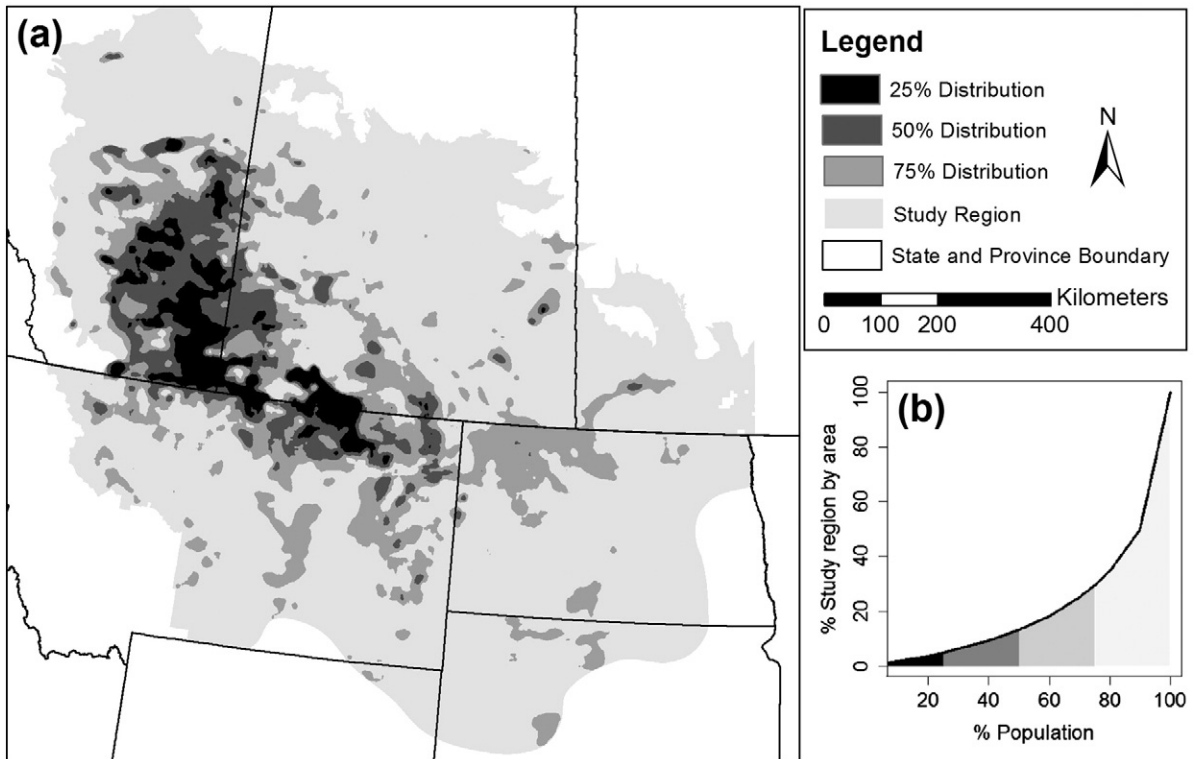 (a)
Legend
25% Distribution
50% Distribution
75% Distribution
Study Region
State and Province Boundary
Kilometers
0 100 200 400
N
(b)
% Study region by area
0 20 40 60 80 100
20 40 60 80 100
% Population